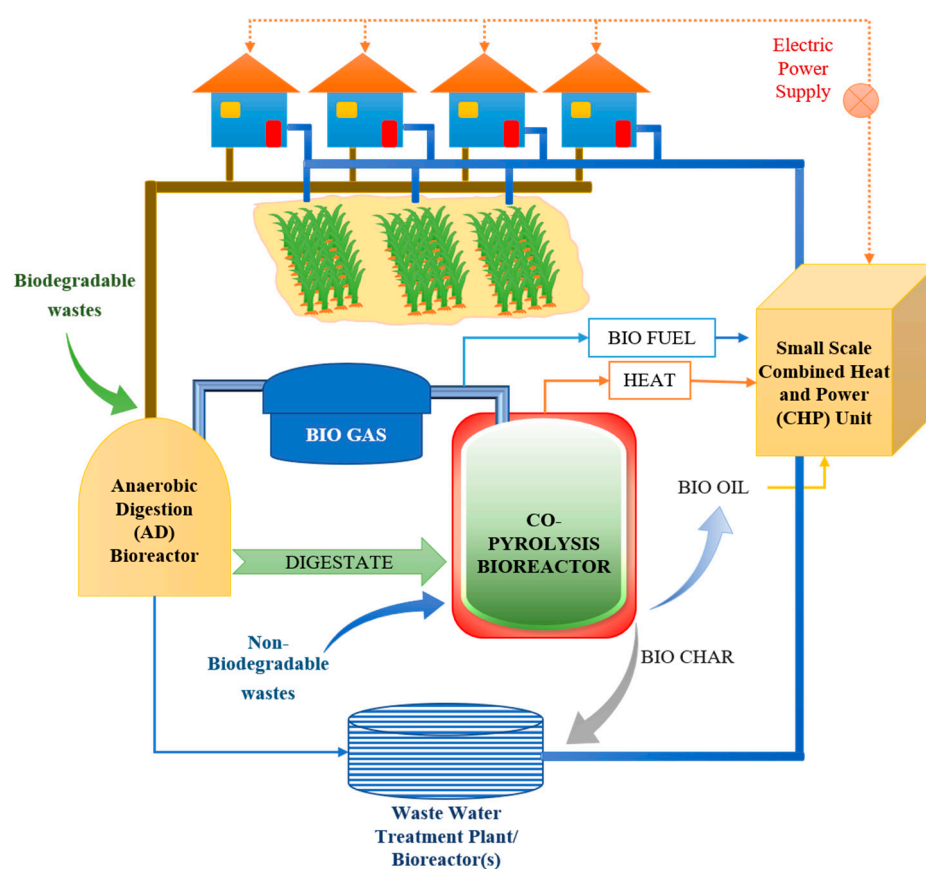 Electric
Power
Supply
Biodegradable
wastes
BIO FUEL
HEAT
Small Scale
Combined Heat
and Power
(CHP) Unit
BIO GAS
Anaerobic
Digestion
(AD)
Bioreactor
DIGESTATE
CO-
PYROLYSIS
BIOREACTOR
BIO OIL
Non-
Biodegradable
wastes
BIO CHAR
Waste Water
Treatment Plant/
Bioreactor(s)